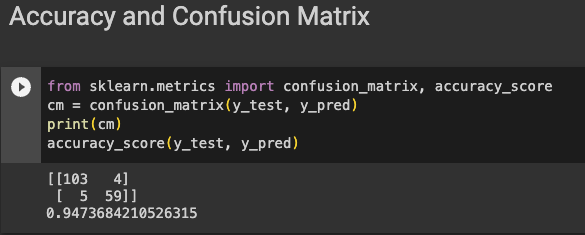 Accuracy and Confusion Matrix
from sklearn.metrics import confusion_matrix, accuracy_score
cm = confusion_matrix(y_test, y_pred)
print(cm)
accuracy_score(y_test, y_pred)
[[103   4]
 [  5  59]]
0.9473684210526315